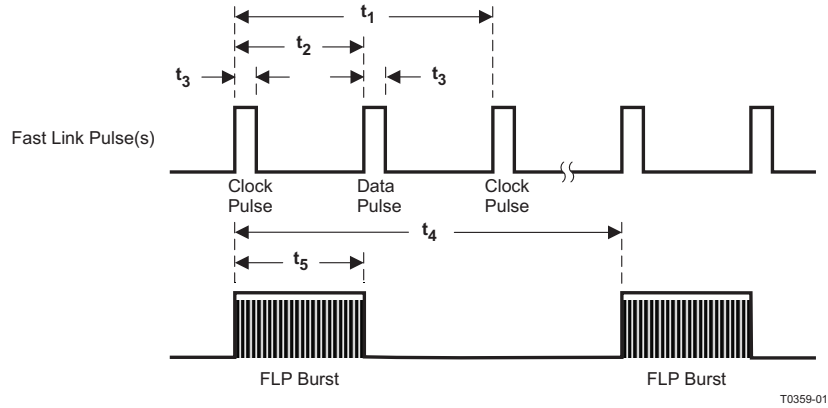 t1
t2
t3
t3
Fast Link Pulse(s)
Clock
Pulse
Data
Pulse
Clock
Pulse
t4
t5
FLP Burst
FLP Burst
T0359-01